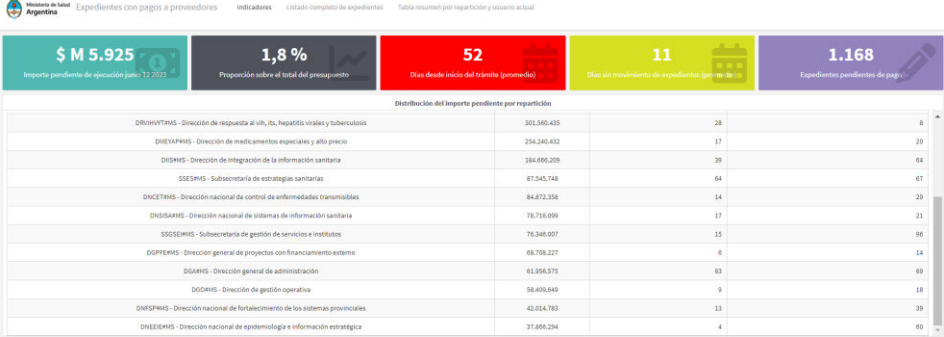 Ministerio de Salud
Argentina
Expedientes con pagos a proveedores
Indicadores
Listado completo de expedientes
Tabla resumen por repartición y usuario actual
$ M 5.925
Importe pendiente de ejecución junio 12 2023
1,8 %
Proporción sobre el total del presupuesto
52
Días desde inicio del trámite (promedio)
11
Días sin movimiento de expedientes (promedio)
1.168
Expedientes pendientes de pago
Distribución del importe pendiente por repartición
DRVIHVYT#MS - Dirección de respuesta al vih, its, hepatitis virales y tuberculosis 301.560.435 28 8
DMEYAP#MS - Dirección de medicamentos especiales y alto precio 254.240.432 17 20
DIIS#MS - Dirección de integración de la información sanitaria 184.666.209 39 64
SSES#MS - Subsecretaría de estrategias sanitarias 87.545.748 64 67
DNCET#MS - Dirección nacional de control de enfermedades transmisibles 84.872.358 14 29
DNSISA#MS - Dirección nacional de sistemas de información sanitaria 78.716.099 17 21
SSGSEI#MS - Subsecretaría de gestión de servicios e institutos 76.346.007 15 96
DGPFE#MS - Dirección general de proyectos con financiamiento externo 68.708.227 6 14
DGA#MS - Dirección general de administración 61.956.575 83 69
DGO#MS - Dirección de gestión operativa 58.409.649 9 18
DNFSP#MS - Dirección nacional de fortalecimiento de los sistemas provinciales 42.014.783 13 39
DNEEIE#MS - Dirección nacional de epidemiología e información estratégica 37.866.294 4 60